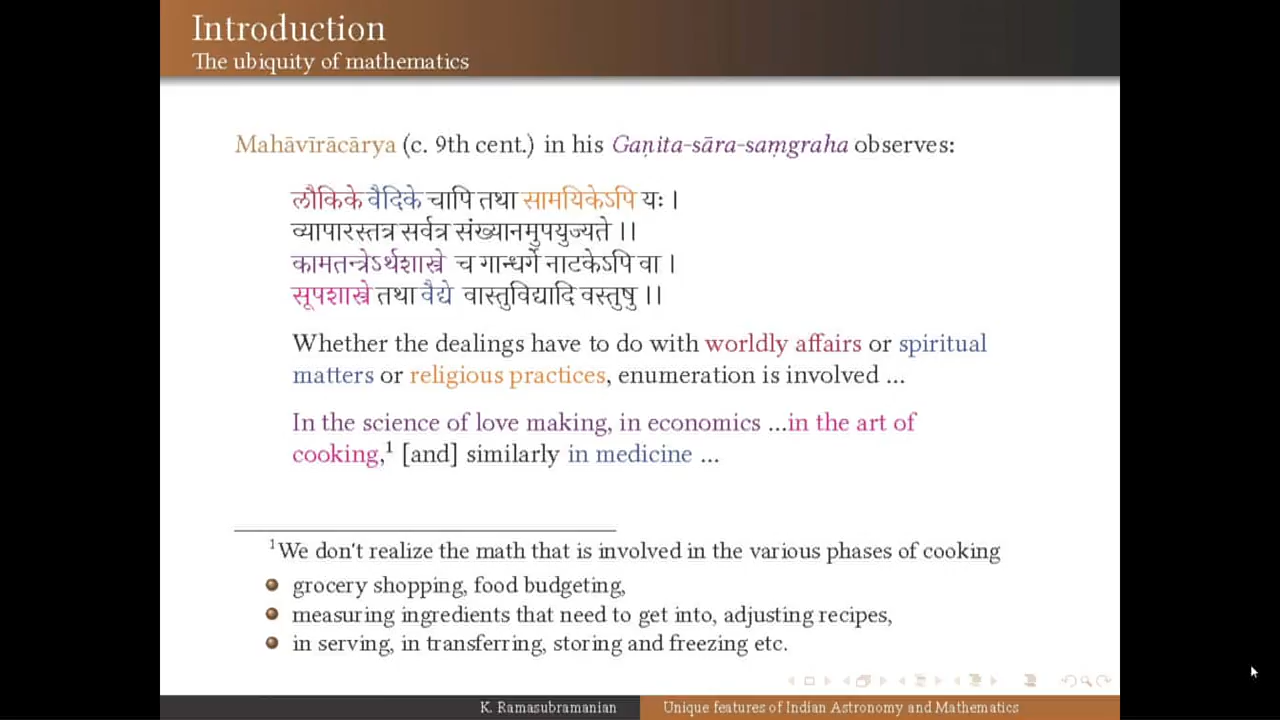 Introduction
The ubiquity of mathematics
Mahāvīrācārya (c. 9th cent.) in his Gaṇita-sāra-saṃgraha observes:
लौकिके वैदिके चापि तथा सामयिकेऽपि यः ।
व्यापारस्तत्र सर्वत्र संख्यानमुपयुज्यते ।।
कामतन्त्रेऽर्थशास्त्रे च गान्धर्वे नाटकेऽपि वा ।
सूपशास्त्रे तथा वैद्ये वास्तुविद्यादि वस्तुषु ।।
Whether the dealings have to do with worldly affairs or spiritual
matters or religious practices, enumeration is involved ...
In the science of love making, in economics ...in the art of
cooking,¹ [and] similarly in medicine ...
¹We don't realize the math that is involved in the various phases of cooking
grocery shopping, food budgeting,
measuring ingredients that need to get into, adjusting recipes,
in serving, in transferring, storing and freezing etc.
K. Ramasubramanian Unique features of Indian Astronomy and Mathematics